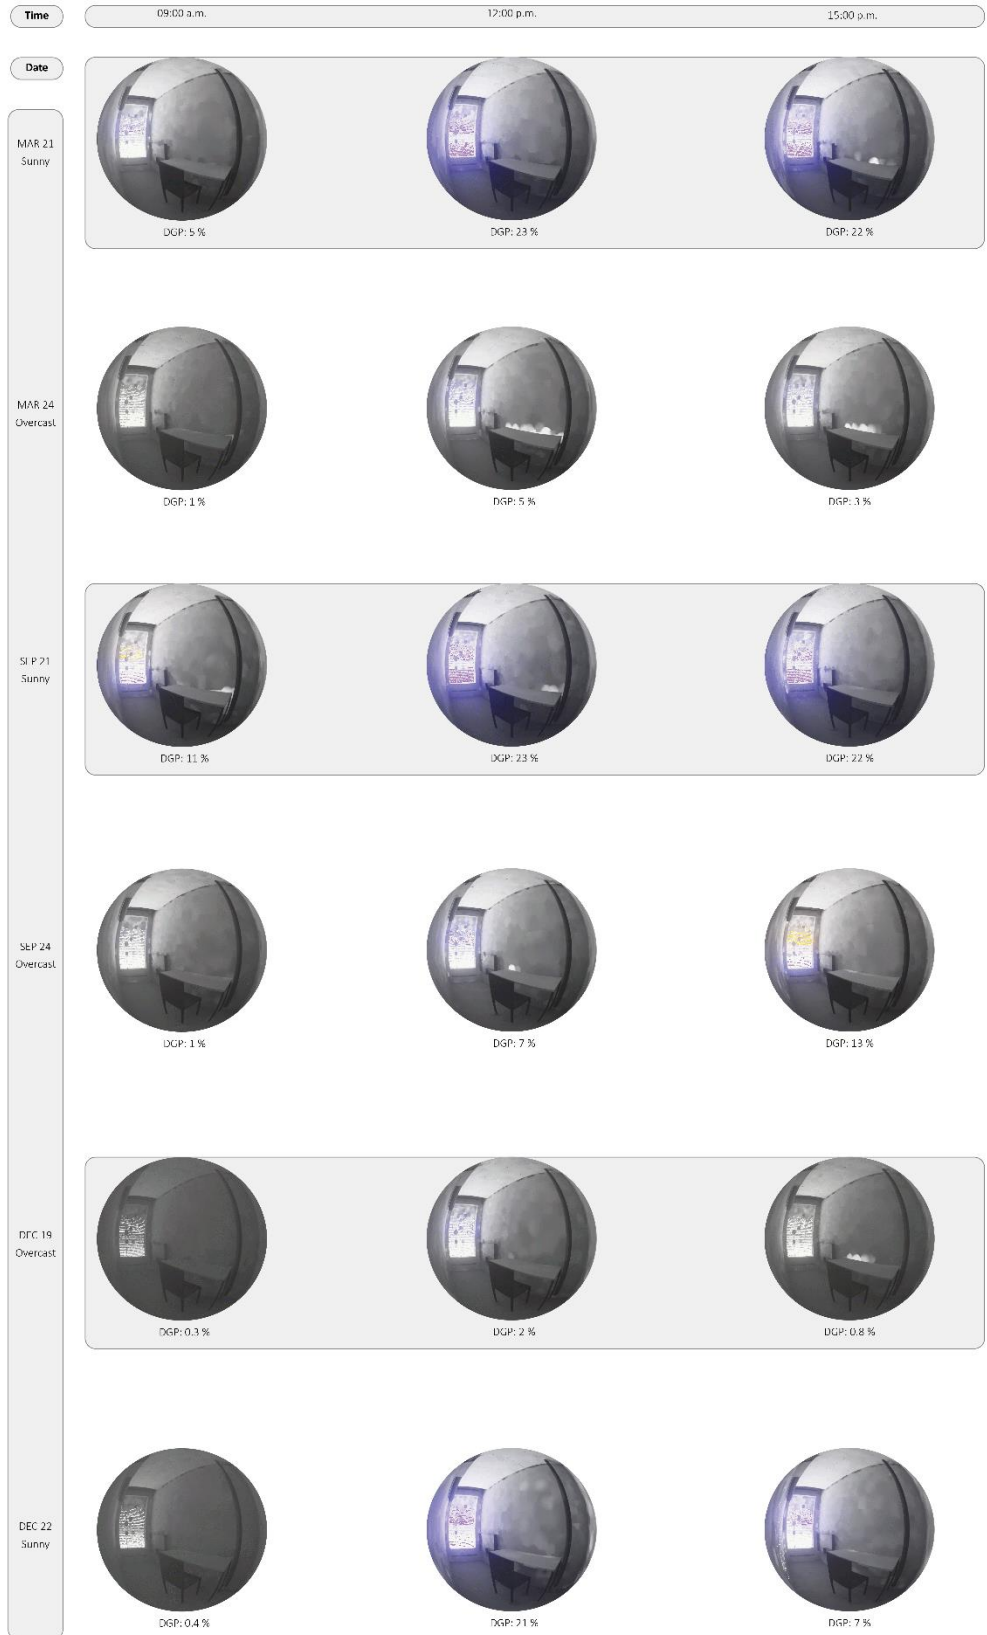 Time
09:00 a.m.
12:00 p.m.
15:00 p.m.
Date
MAR 21
Sunny
DGP: 5 %
DGP: 23 %
DGP: 22 %
MAR 24
Overcast
DGP: 1 %
DGP: 5 %
DGP: 3 %
SEP 21
Sunny
DGP: 11 %
DGP: 23 %
DGP: 22 %
SEP 24
Overcast
DGP: 1 %
DGP: 7 %
DGP: 13 %
DEC 19
Overcast
DGP: 0.3 %
DGP: 2 %
DGP: 0.8 %
DEC 22
Sunny
DGP: 0.4 %
DGP: 21 %
DGP: 7 %